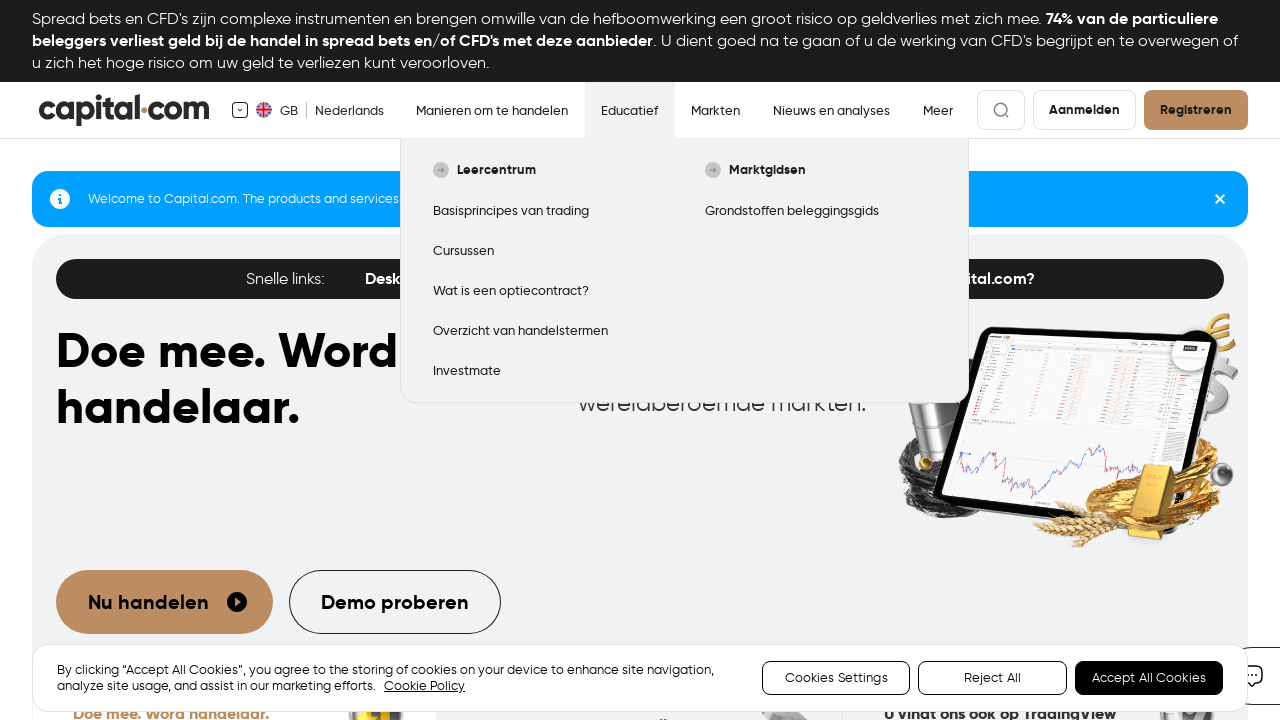 Spread bets en CFD's zijn complexe instrumenten en brengen omwille van de hefboomwerking een groot risico op geldverlies met zich mee. 74% van de particuliere
beleggers verliest geld bij de handel in spread bets en/of CFD's met deze aanbieder. U dient goed na te gaan of u de werking van CFD's begrijpt en te overwegen of
u zich het hoge risico om uw geld te verliezen kunt veroorloven.
capital.com
GB
Nederlands
Manieren om te handelen
Educatief
Markten
Nieuws en analyses
Meer
Aanmelden
Registreren
Leercentrum
Basisprincipes van trading
Cursussen
Wat is een optiecontract?
Overzicht van handelstermen
Investmate
Marktgidsen
Grondstoffen beleggingsgids
Welcome to Capital.com. The products and services
Snelle links:
Desk
ital.com?
Doe mee. Word
handelaar.
wereldberoemde markten.
Nu handelen
Demo proberen
By clicking “Accept All Cookies”, you agree to the storing of cookies on your device to enhance site navigation,
analyze site usage, and assist in our marketing efforts. Cookie Policy
Cookies Settings
Reject All
Accept All Cookies
Doe mee. Word handelaar.
U vindt ons ook op TradingView